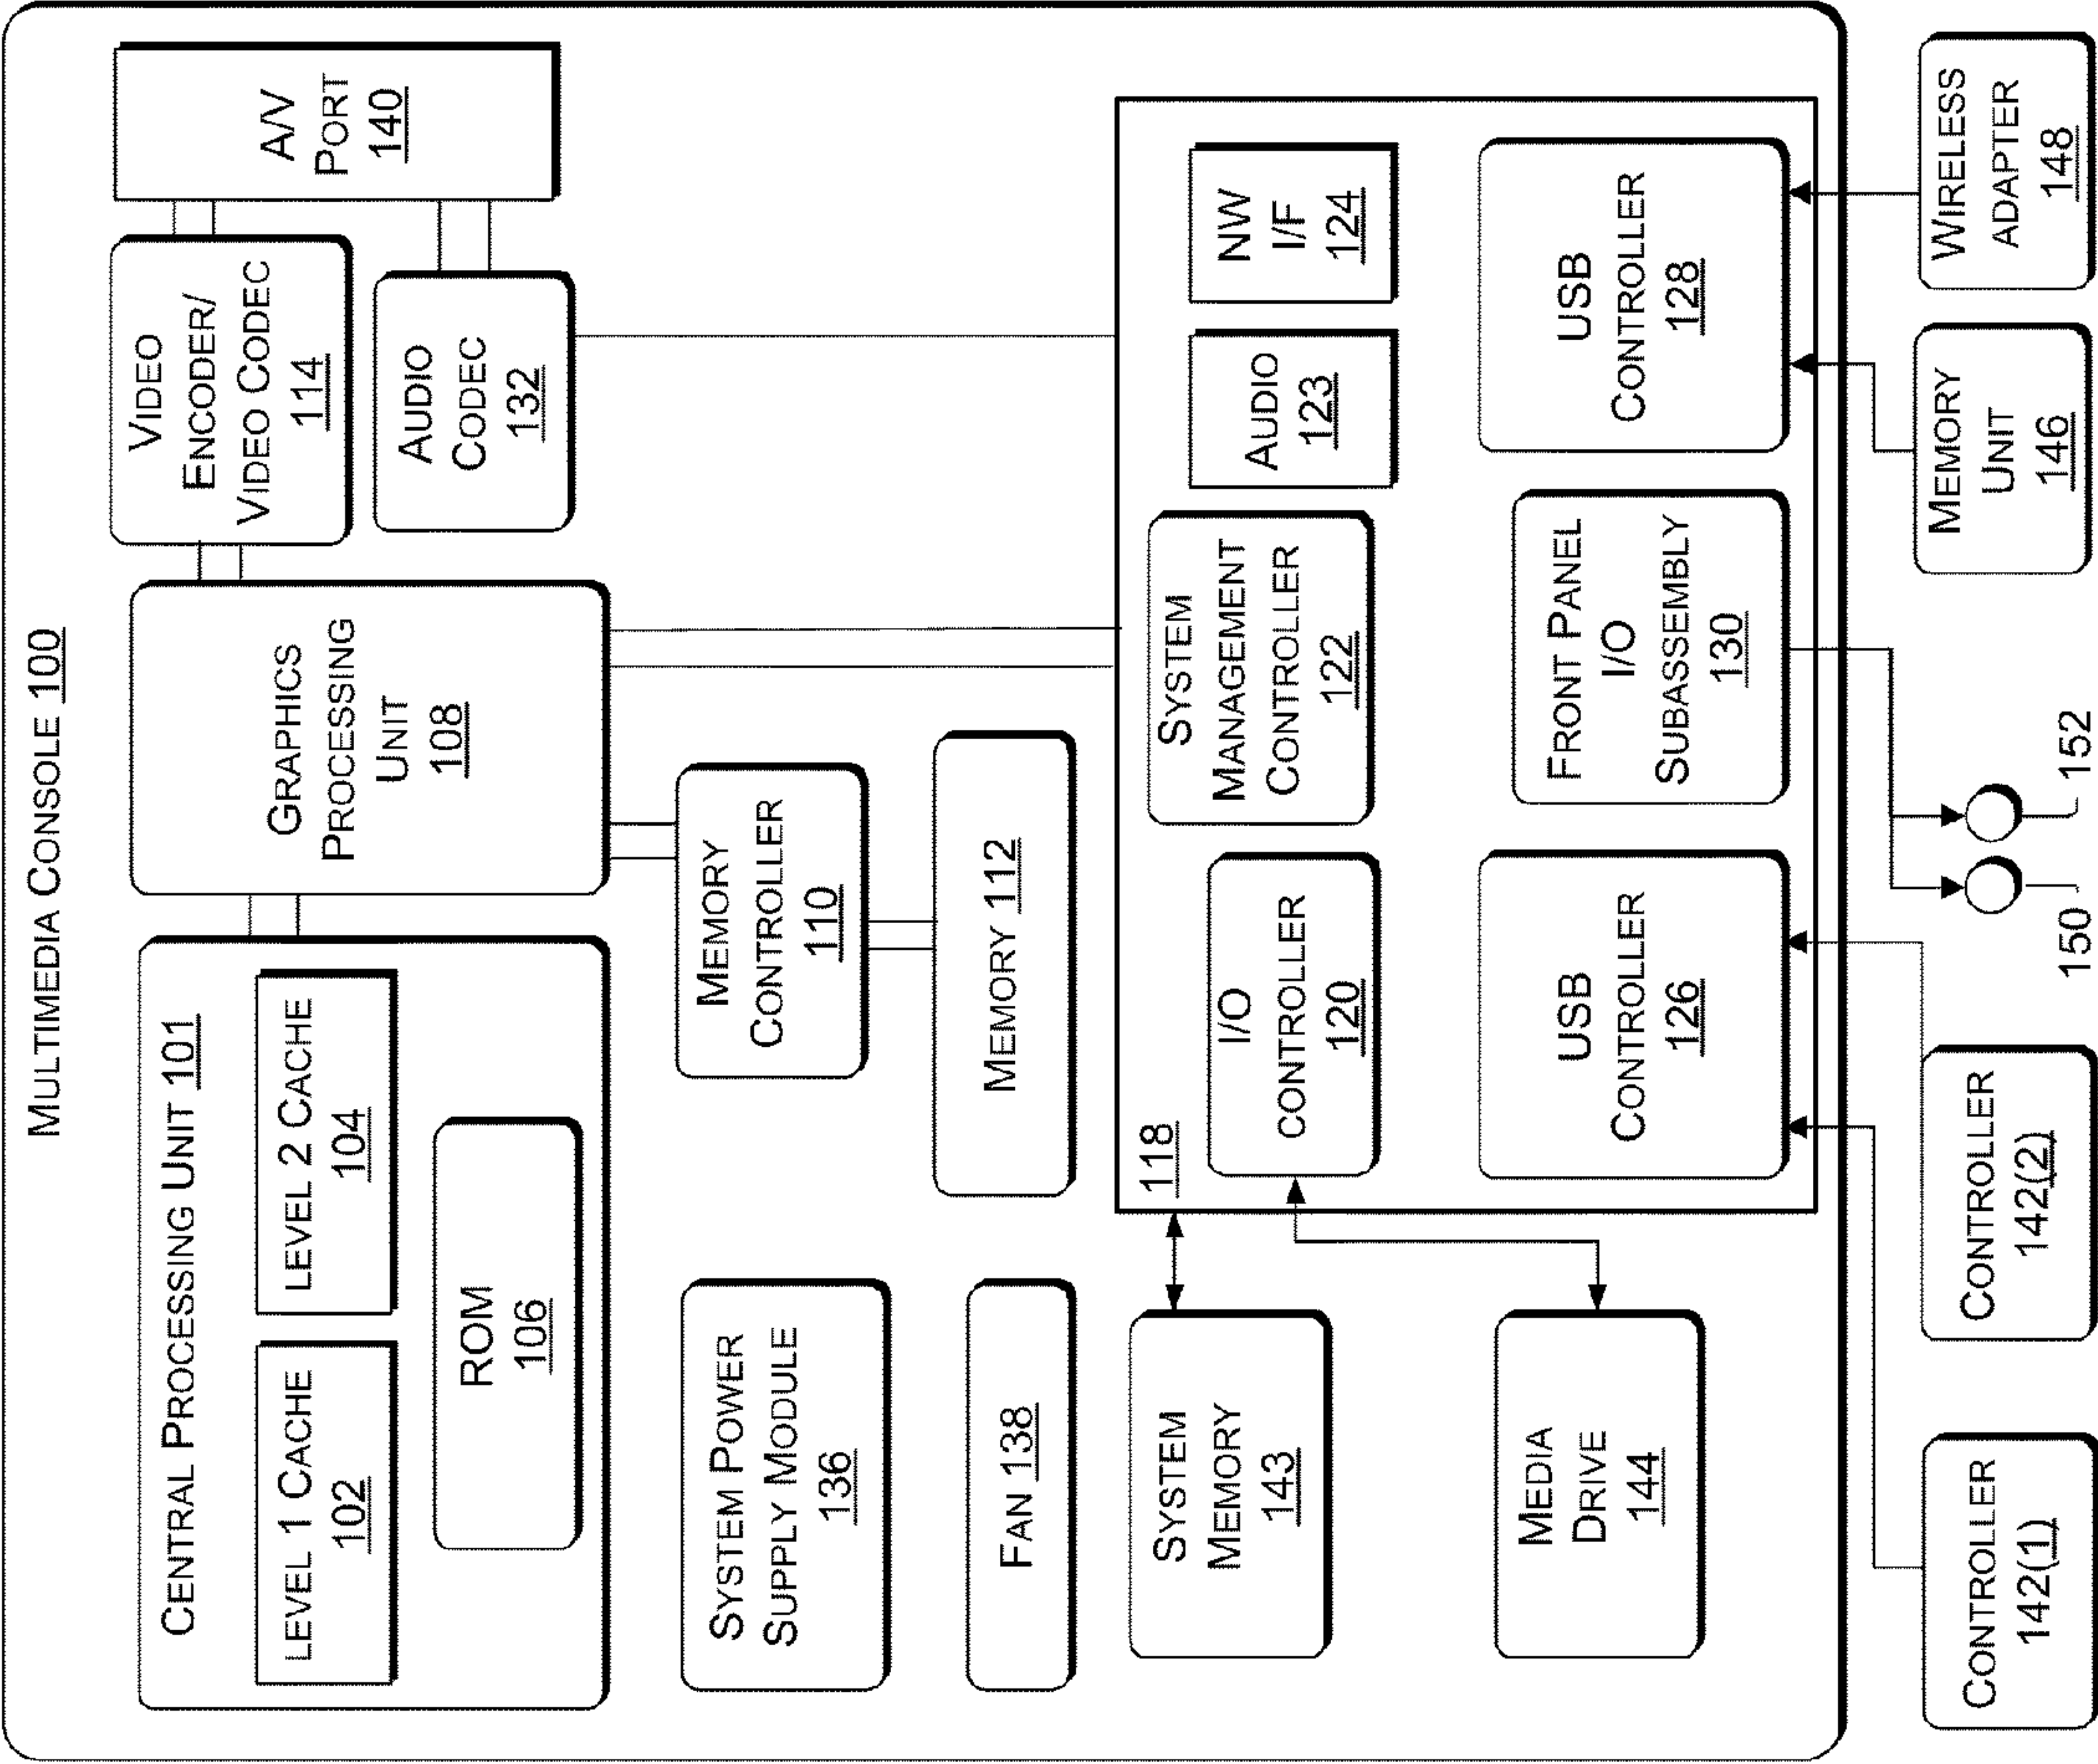 MULTIMEDIA CONSOLE 100
CENTRAL PROCESSING UNIT 101
LEVEL 1 CACHE
102
LEVEL 2 CACHE
104
ROM
106
GRAPHICS
PROCESSING
UNIT
108
VIDEO
ENCODER/
VIDEO CODEC
114
AUDIO
CODEC
132
A/V
PORT
140
SYSTEM POWER
SUPPLY MODULE
136
FAN 138
MEMORY
CONTROLLER
110
MEMORY 112
118
I/O
CONTROLLER
120
SYSTEM
MANAGEMENT
CONTROLLER
122
AUDIO
123
NW
I/F
124
SYSTEM
MEMORY
143
MEDIA
DRIVE
144
USB
CONTROLLER
126
FRONT PANEL
I/O
SUBASSEMBLY
130
USB
CONTROLLER
128
CONTROLLER
142(1)
CONTROLLER
142(2)
150
152
MEMORY
UNIT
146
WIRELESS
ADAPTER
148